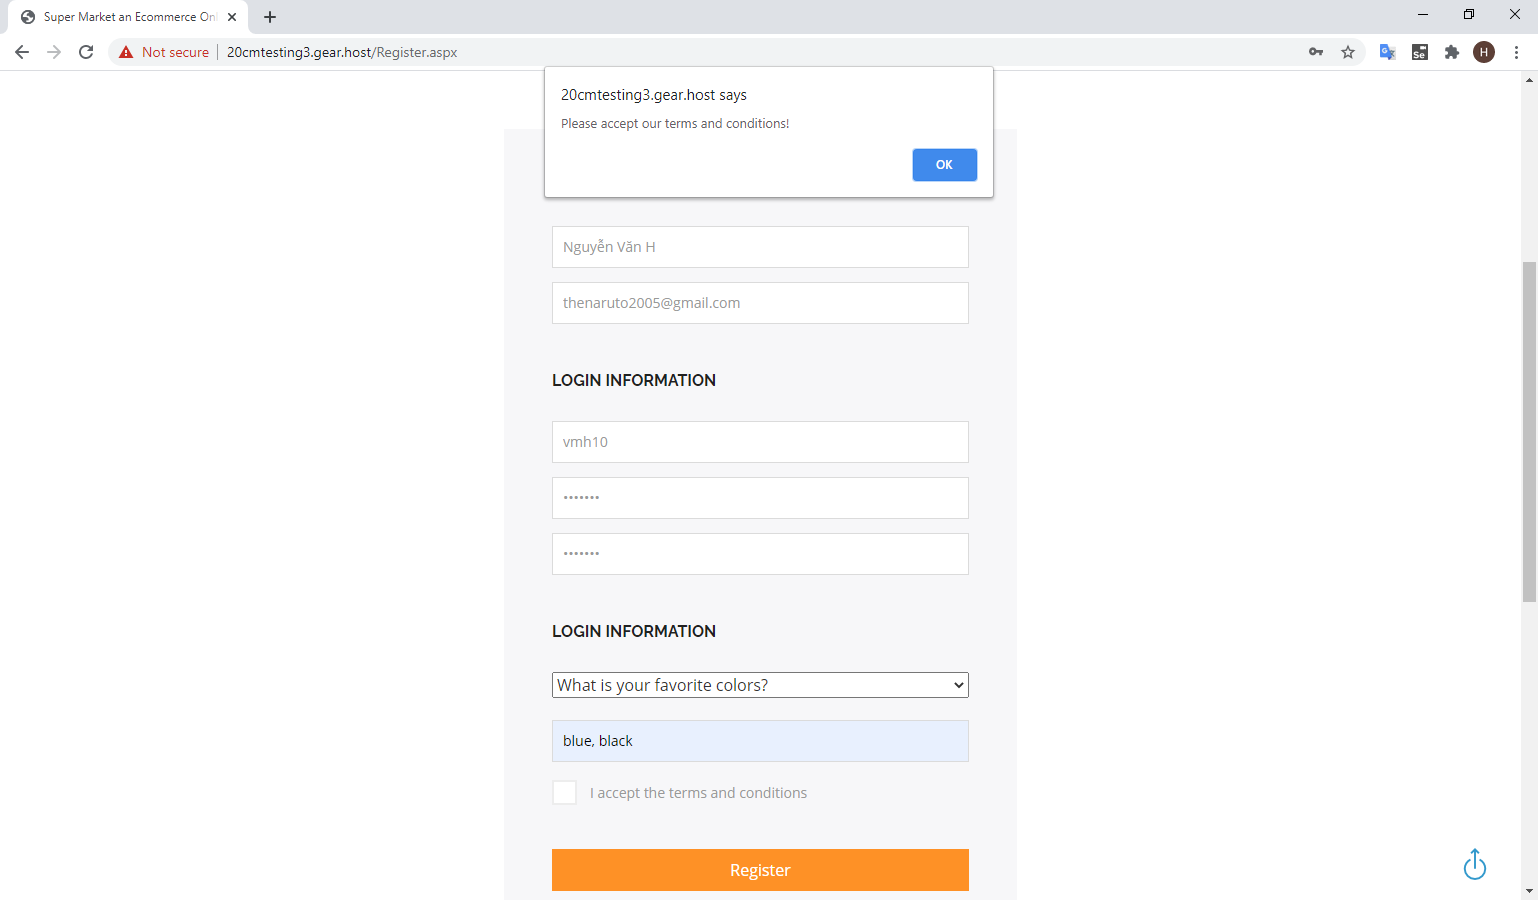 Super Market an Ecommerce Onl
Not secure
20cmtesting3.gear.host/Register.aspx
Se
H
20cmtesting3.gear.host says
Please accept our terms and conditions!
OK
Nguyễn Văn H
thenaruto2005@gmail.com
LOGIN INFORMATION
vmh10
•••••••
•••••••
LOGIN INFORMATION
What is your favorite colors?
blue, black
I accept the terms and conditions
Register